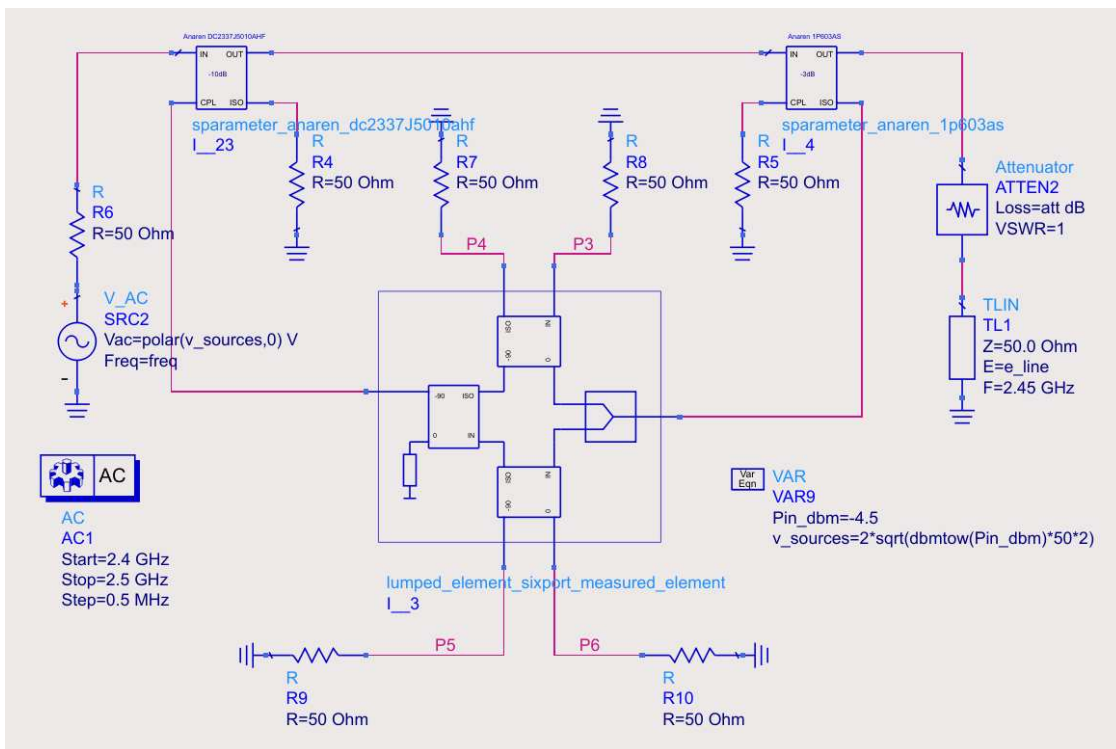 Anaren DC2337J5010AHF
IN OUT
-10dB
CPL ISO
sparameter_anaren_dc2337J5010ahf
I__23
Anaren 1P603AS
IN OUT
-3dB
CPL ISO
sparameter_anaren_1p603as
I__4
R
R4
R=50 Ohm
R
R7
R=50 Ohm
R
R8
R=50 Ohm
R
R5
R=50 Ohm
Attenuator
ATTEN2
Loss=att dB
VSWR=1
R
R6
R=50 Ohm
P4
P3
+
V_AC
SRC2
Vac=polar(v_sources,0) V
Freq=freq
-
ISO IN
-90 0
-90 ISO
0 IN
ISO IN
-90 0
TLIN
TL1
Z=50.0 Ohm
E=e_line
F=2.45 GHz
AC
AC
AC1
Start=2.4 GHz
Stop=2.5 GHz
Step=0.5 MHz
Var
Eqn
VAR
VAR9
Pin_dbm=-4.5
v_sources=2*sqrt(dbmtow(Pin_dbm)*50*2)
lumped_element_sixport_measured_element
I__3
P5
P6
R
R9
R=50 Ohm
R
R10
R=50 Ohm